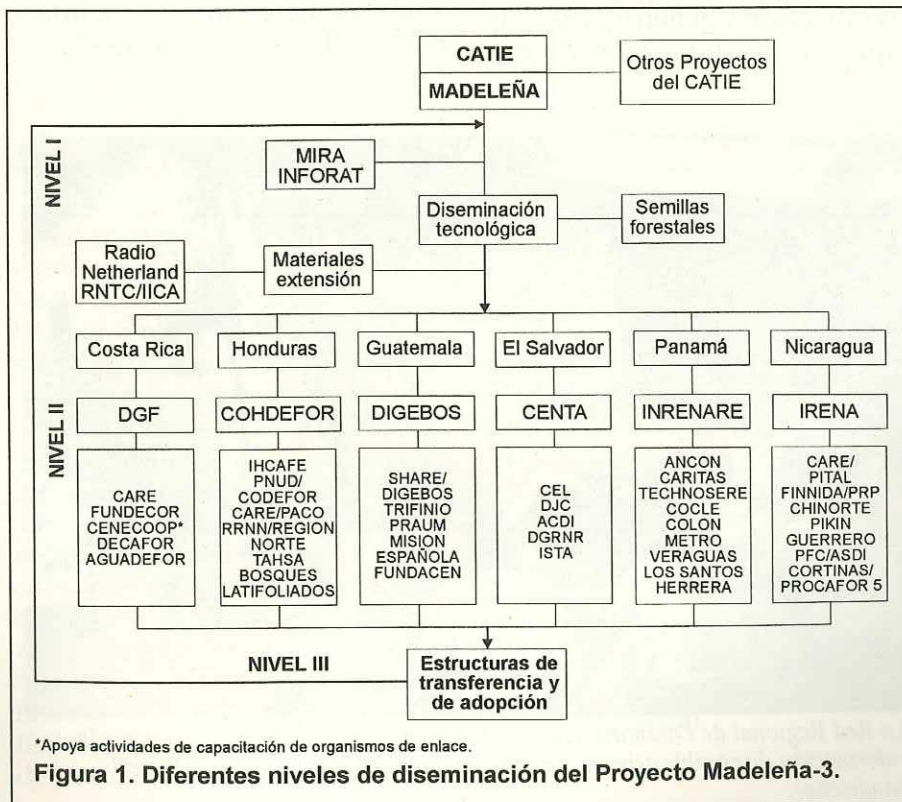 CATIE
MADELEÑA
Otros Proyectos
del CATIE
NIVEL I
MIRA
INFORAT
Diseminación
tecnológica
Semillas
forestales
Radio
Netherland
RNTC/IICA
Materiales
extensión
NIVEL II
Costa Rica
Honduras
Guatemala
El Salvador
Panamá
Nicaragua
DGF
COHDEFOR
DIGEBOS
CENTA
INRENARE
IRENA
CARE
FUNDECOR
CENECOOP*
DECAFOR
AGUADEFOR
IHCAFE
PNUD/
CODEFOR
CARE/PACO
RRNN/REGION
NORTE
TAHSA
BOSQUES
LATIFOLIADOS
SHARE/
DIGEBOS
TRIFINIO
PRAUM
MISION
ESPAÑOLA
FUNDACEN
CEL
DJC
ACDI
DGRNR
ISTA
ANCON
CARITAS
TECHNOSERE
COCLE
COLON
METRO
VERAGUAS
LOS SANTOS
HERRERA
CARE/
PITAL
FINNIDA/PRP
CHINORTE
PIKIN
GUERRERO
PFC/ASDI
CORTINAS/
PROCAFOR 5
NIVEL III
Estructuras de
transferencia y
de adopción
*Apoya actividades de capacitación de organismos de enlace.
Figura 1. Diferentes niveles de diseminación del Proyecto Madeleña-3.